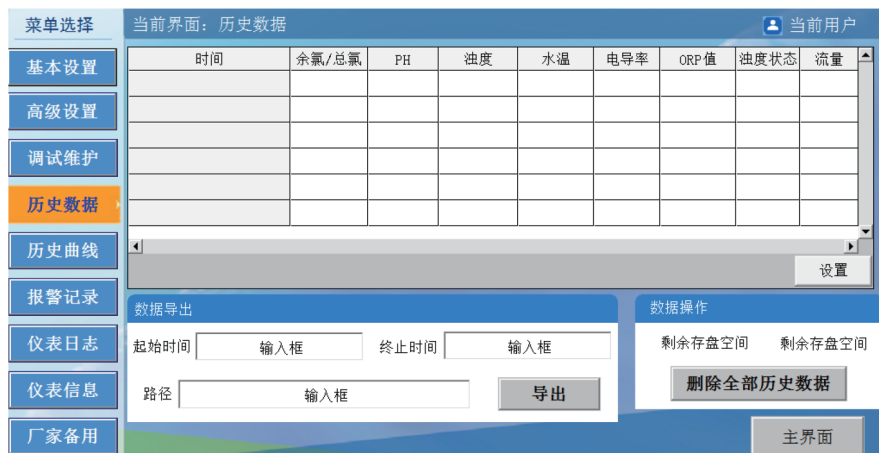 菜单选择 当前界面：历史数据 当前用户
基本设置
高级设置
调试维护
历史数据
历史曲线
报警记录
仪表日志
仪表信息
厂家备用
时间 余氯/总氯 PH 浊度 水温 电导率 ORP值 浊度状态 流量
设置
数据导出
起始时间 输入框 终止时间 输入框
路径 输入框 导出
数据操作
剩余存盘空间 剩余存盘空间
删除全部历史数据
主界面